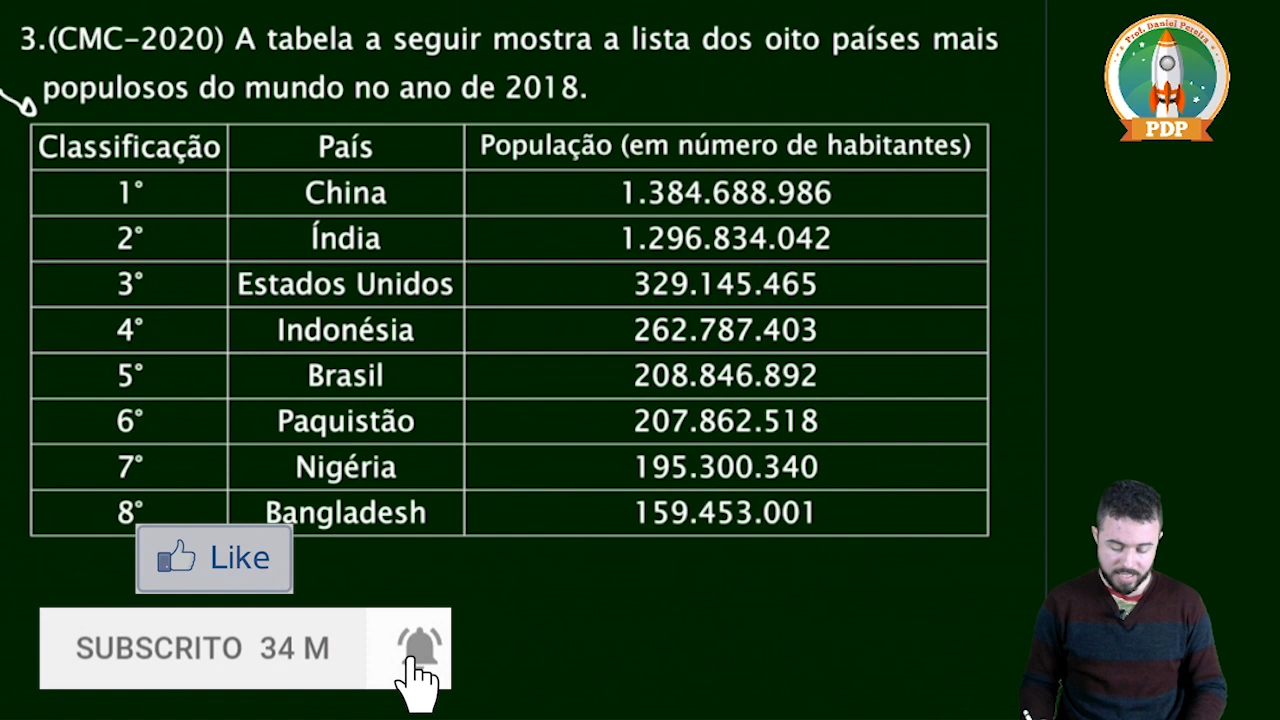 3.(CMC-2020) A tabela a seguir mostra a lista dos oito países mais
populosos do mundo no ano de 2018.
Classificação País População (em número de habitantes)
1° China 1.384.688.986
2° Índia 1.296.834.042
3° Estados Unidos 329.145.465
4° Indonésia 262.787.403
5° Brasil 208.846.892
6° Paquistão 207.862.518
7° Nigéria 195.300.340
8° Bangladesh 159.453.001
Like
SUBSCRITO 34 M
Prof. Daniel Pereira
PDP